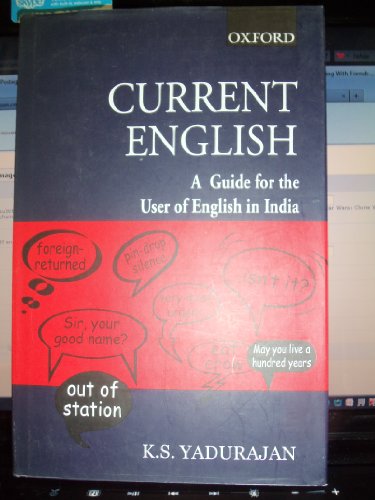 OXFORD
CURRENT
ENGLISH
A Guide for the
User of English in India
foreign-
returned
pin-drop
silence
isn't it?
Sir, your
good name?
May you live a
hundred years
out of
station
K.S. YADURAJAN